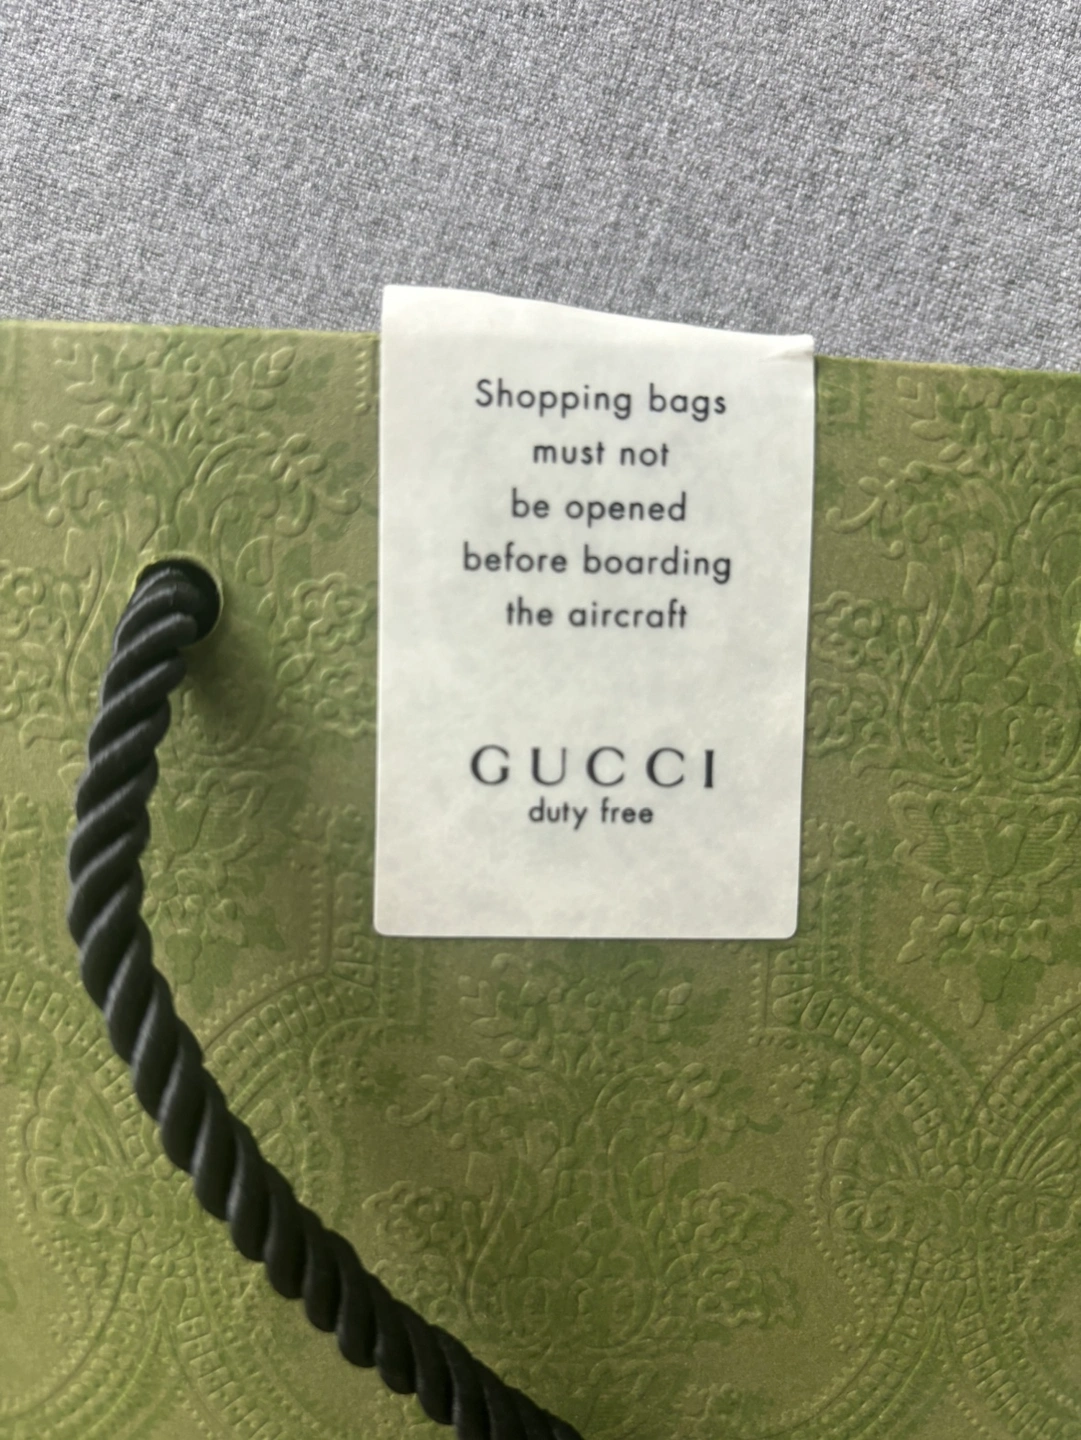 Shopping bags
must not
be opened
before boarding
the aircraft
GUCCI
duty free